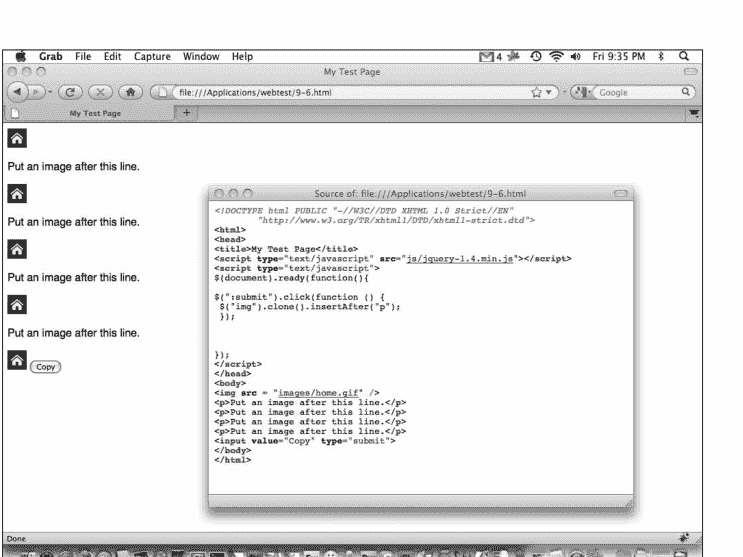 Grab File Edit Capture Window Help 4 Fri 9:35 PM
My Test Page
file:///Applications/webtest/9-6.html Google
My Test Page +
Put an image after this line.
Put an image after this line.
Put an image after this line.
Put an image after this line.
Copy
Source of: file:///Applications/webtest/9-6.html
<!DOCTYPE html PUBLIC "-//W3C//DTD XHTML 1.0 Strict//EN"
"http://www.w3.org/TR/xhtml1/DTD/xhtml1-strict.dtd">
<html>
<head>
<title>My Test Page</title>
<script type="text/javascript" src="js/jquery-1.4.min.js"></script>
<script type="text/javascript">
$(document).ready(function(){
$(":submit").click(function () {
$("img").clone().insertAfter("p");
});
});
</script>
</head>
<body>
<img src = "images/home.gif" />
<p>Put an image after this line.</p>
<p>Put an image after this line.</p>
<p>Put an image after this line.</p>
<p>Put an image after this line.</p>
<input value="Copy" type="submit">
</body>
</html>
Done